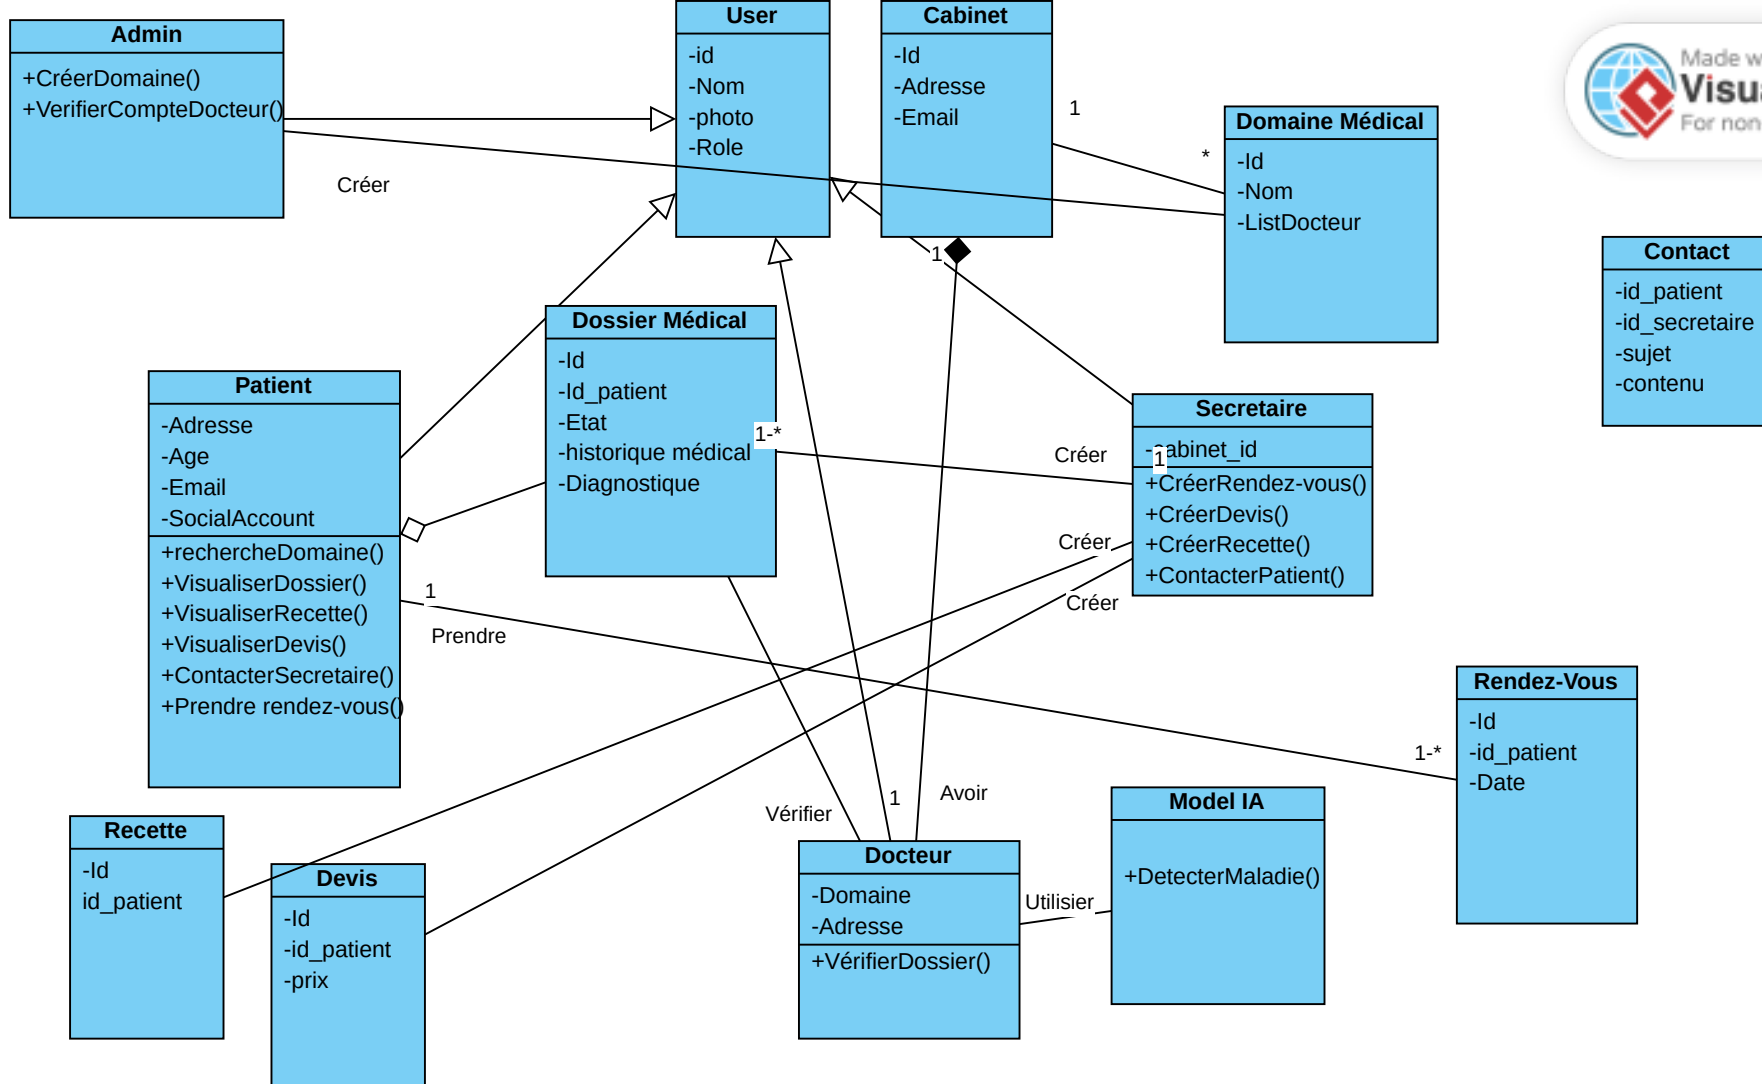 Admin
+CréerDomaine()
+VerifierCompteDocteur()
User
-id
-Nom
-photo
-Role
Cabinet
-Id
-Adresse
-Email
1
*
Domaine Médical
-Id
-Nom
-ListDocteur
Made w
Visua
For non
Créer
1
Contact
-id_patient
-id_secretaire
-sujet
-contenu
Dossier Médical
-Id
-Id_patient
-Etat
-historique médical
-Diagnostique
1-*
Patient
-Adresse
-Age
-Email
-SocialAccount
+rechercheDomaine()
+VisualiserDossier()
+VisualiserRecette()
+VisualiserDevis()
+ContacterSecretaire()
+Prendre rendez-vous()
Créer
Secretaire
-cabinet_id
1
+CréerRendez-vous()
+CréerDevis()
+CréerRecette()
+ContacterPatient()
Créer
Créer
1
Prendre
1-*
Rendez-Vous
-Id
-id_patient
-Date
Vérifier
1
Avoir
Recette
-Id
id_patient
Devis
-Id
-id_patient
-prix
Docteur
-Domaine
-Adresse
+VérifierDossier()
Utilisier
Model IA
+DetecterMaladie()